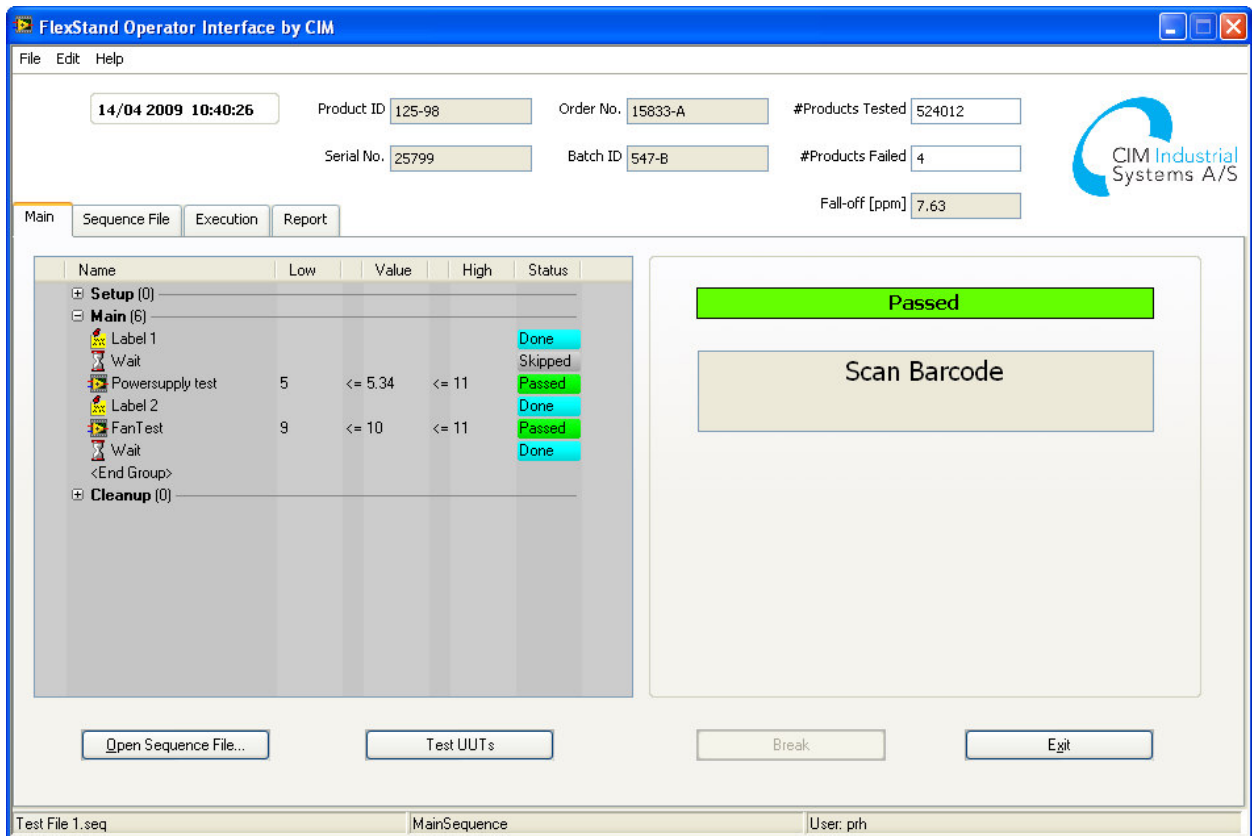 FlexStand Operator Interface by CIM
File Edit Help
14/04 2009 10:40:26
Product ID 125-98
Order No. 15833-A
#Products Tested 524012
Serial No. 25799
Batch ID 547-B
#Products Failed 4
CIM Industrial
Systems A/S
Fall-off [ppm] 7.63
Main Sequence File Execution Report
Name Low Value High Status
Setup (0)
Main (6)
Label 1 Done
Wait Skipped
Powersupply test 5 <= 5.34 <= 11 Passed
Label 2 Done
FanTest 9 <= 10 <= 11 Passed
Wait Done
<End Group>
Cleanup (0)
Passed
Scan Barcode
Open Sequence File... Test UUTs Break Exit
Test File 1.seq MainSequence User: prh